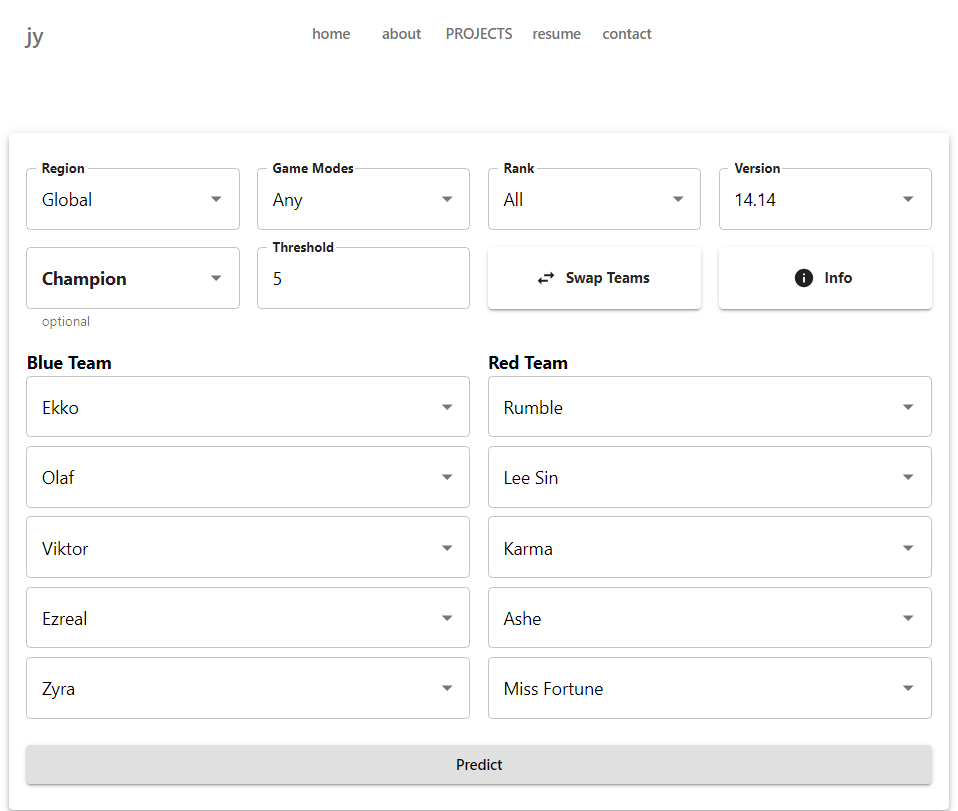 jy
home about PROJECTS resume contact
Region Game Modes Rank Version
Global Any All 14.14
Threshold
Champion 5 Swap Teams Info
optional
Blue Team Red Team
Ekko Rumble
Olaf Lee Sin
Viktor Karma
Ezreal Ashe
Zyra Miss Fortune
Predict